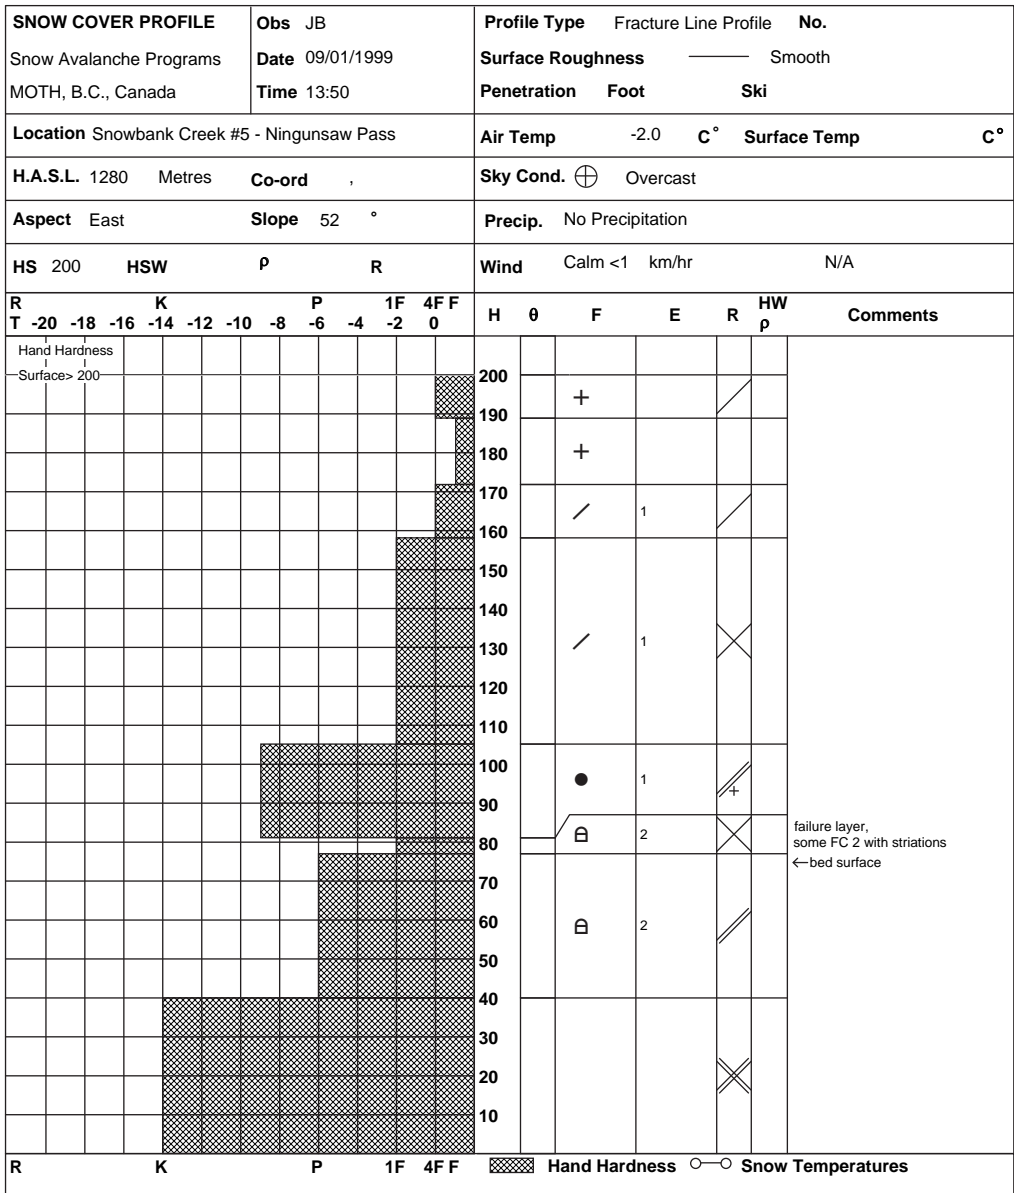 SNOW COVER PROFILE Obs JB Profile Type Fracture Line Profile No.
Snow Avalanche Programs Date 09/01/1999 Surface Roughness Smooth
MOTH, B.C., Canada Time 13:50 Penetration Foot Ski
Location Snowbank Creek #5 - Ningunsaw Pass Air Temp -2.0 C° Surface Temp C°
H.A.S.L. 1280 Metres Co-ord , Sky Cond. Overcast
Aspect East Slope 52 ° Precip. No Precipitation
HS 200 HSW ρ R Wind Calm <1 km/hr N/A
R K P 1F 4F F
T -20 -18 -16 -14 -12 -10 -8 -6 -4 -2 0
H θ F E R HW ρ Comments
Hand Hardness
Surface> 200
200
+
190
180 +
170
1
160
150
140
130 1
120
110
100
1
+
90
2 failure layer,
80 some FC 2 with striations
←bed surface
70
60 2
50
40
30
20
10
R K P 1F 4F F Hand Hardness Snow Temperatures